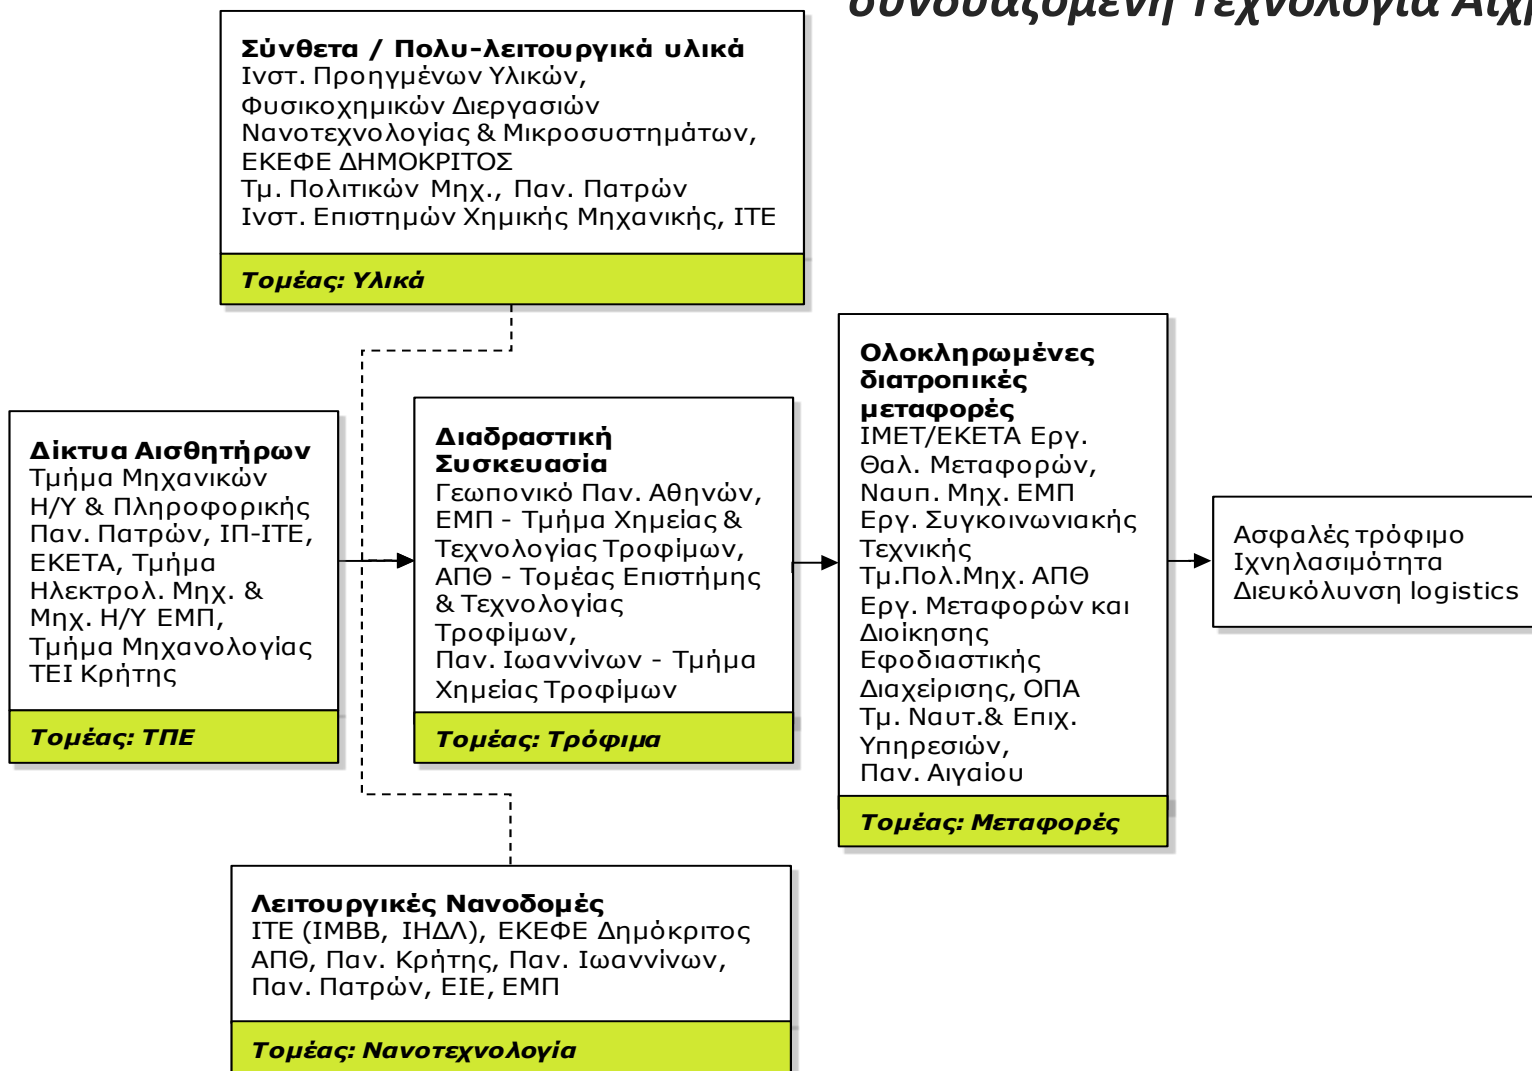 συνδυαζόμενη Τεχνολογία
Σύνθετα / Πολυ-λειτουργικά υλικά
Ινστ. Προηγμένων Υλικών,
Φυσικοχημικών Διεργασιών
Νανοτεχνολογίας & Μικροσυστημάτων,
ΕΚΕΦΕ ΔΗΜΟΚΡΙΤΟΣ
Τμ. Πολιτικών Μηχ., Παν. Πατρών
Ινστ. Επιστημών Χημικής Μηχανικής, ΙΤΕ
Τομέας: Υλικά
Δίκτυα Αισθητήρων
Τμήμα Μηχανικών
Η/Υ & Πληροφορικής
Παν. Πατρών, ΙΠ-ΙΤΕ,
ΕΚΕΤΑ, Τμήμα
Ηλεκτρολ. Μηχ. &
Μηχ. Η/Υ ΕΜΠ,
Τμήμα Μηχανολογίας
ΤΕΙ Κρήτης
Τομέας: ΤΠΕ
Διαδραστική
Συσκευασία
Γεωπονικό Παν. Αθηνών,
ΕΜΠ - Τμήμα Χημείας &
Τεχνολογίας Τροφίμων,
ΑΠΘ - Τομέας Επιστήμης
& Τεχνολογίας
Τροφίμων,
Παν. Ιωαννίνων - Τμήμα
Χημείας Τροφίμων
Τομέας: Τρόφιμα
Ολοκληρωμένες
διατροπικές
μεταφορές
ΙΜΕΤ/ΕΚΕΤΑ Εργ.
Θαλ. Μεταφορών,
Ναυπ. Μηχ. ΕΜΠ
Εργ. Συγκοινωνιακής
Τεχνικής
Τμ.Πολ.Μηχ. ΑΠΘ
Εργ. Μεταφορών και
Διοίκησης
Εφοδιαστικής
Διαχείρισης, ΟΠΑ
Τμ. Ναυτ.& Επιχ.
Υπηρεσιών,
Παν. Αιγαίου
Τομέας: Μεταφορές
Ασφαλές τρόφιμο
Ιχνηλασιμότητα
Διευκόλυνση logistics
Λειτουργικές Νανοδομές
ΙΤΕ (ΙΜΒΒ, ΙΗΔΛ), ΕΚΕΦΕ Δημόκριτος
ΑΠΘ, Παν. Κρήτης, Παν. Ιωαννίνων,
Παν. Πατρών, ΕΙΕ, ΕΜΠ
Τομέας: Νανοτεχνολογία